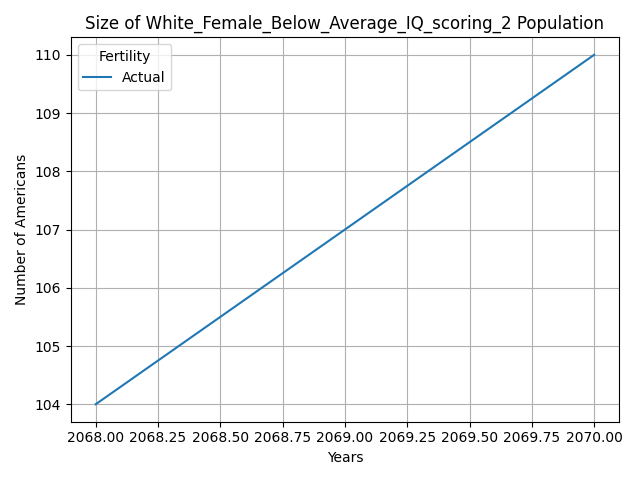 Size of White_Female_Below_Average_IQ_scoring_2 Population
Fertility
Actual
110
109
108
107
106
105
104
Number of Americans
2068.00 2068.25 2068.50 2068.75 2069.00 2069.25 2069.50 2069.75 2070.00
Years